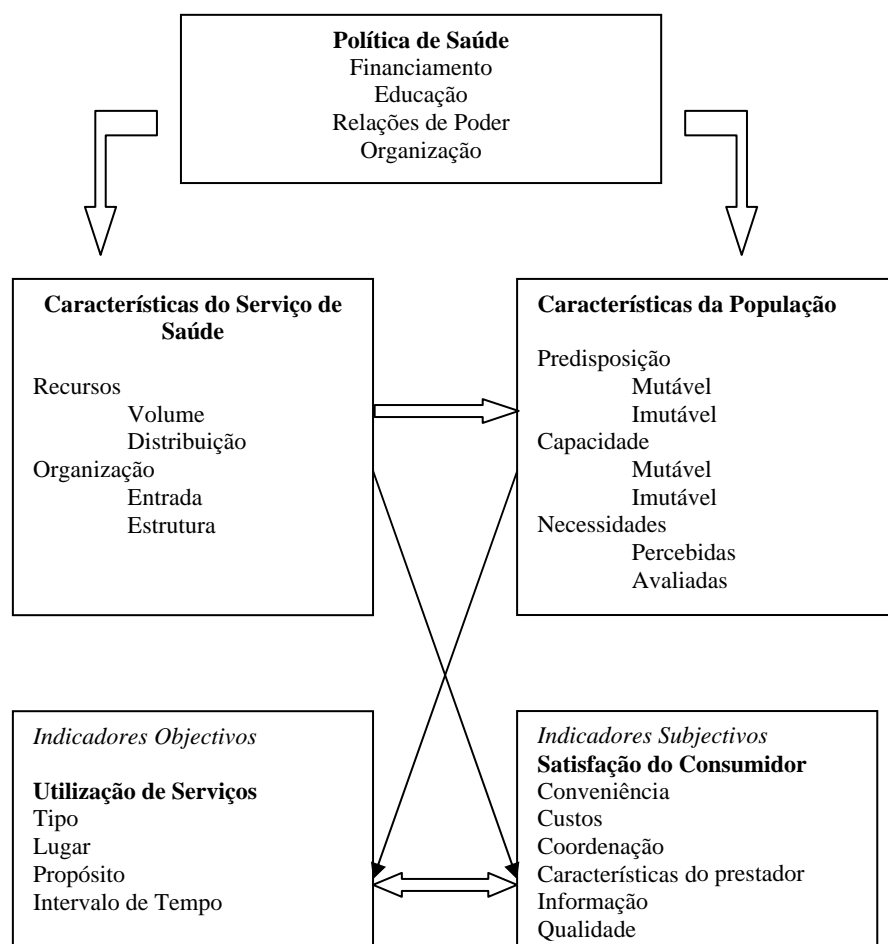 Política de Saúde
Financiamento
Educação
Relações de Poder
Organização
Características do Serviço de
Saúde
Recursos
Volume
Distribuição
Organização
Entrada
Estrutura
Características da População
Predisposição
Mutável
Imutável
Capacidade
Mutável
Imutável
Necessidades
Percebidas
Avaliadas
Indicadores Objectivos
Utilização de Serviços
Tipo
Lugar
Propósito
Intervalo de Tempo
Indicadores Subjectivos
Satisfação do Consumidor
Conveniência
Custos
Coordenação
Características do prestador
Informação
Qualidade